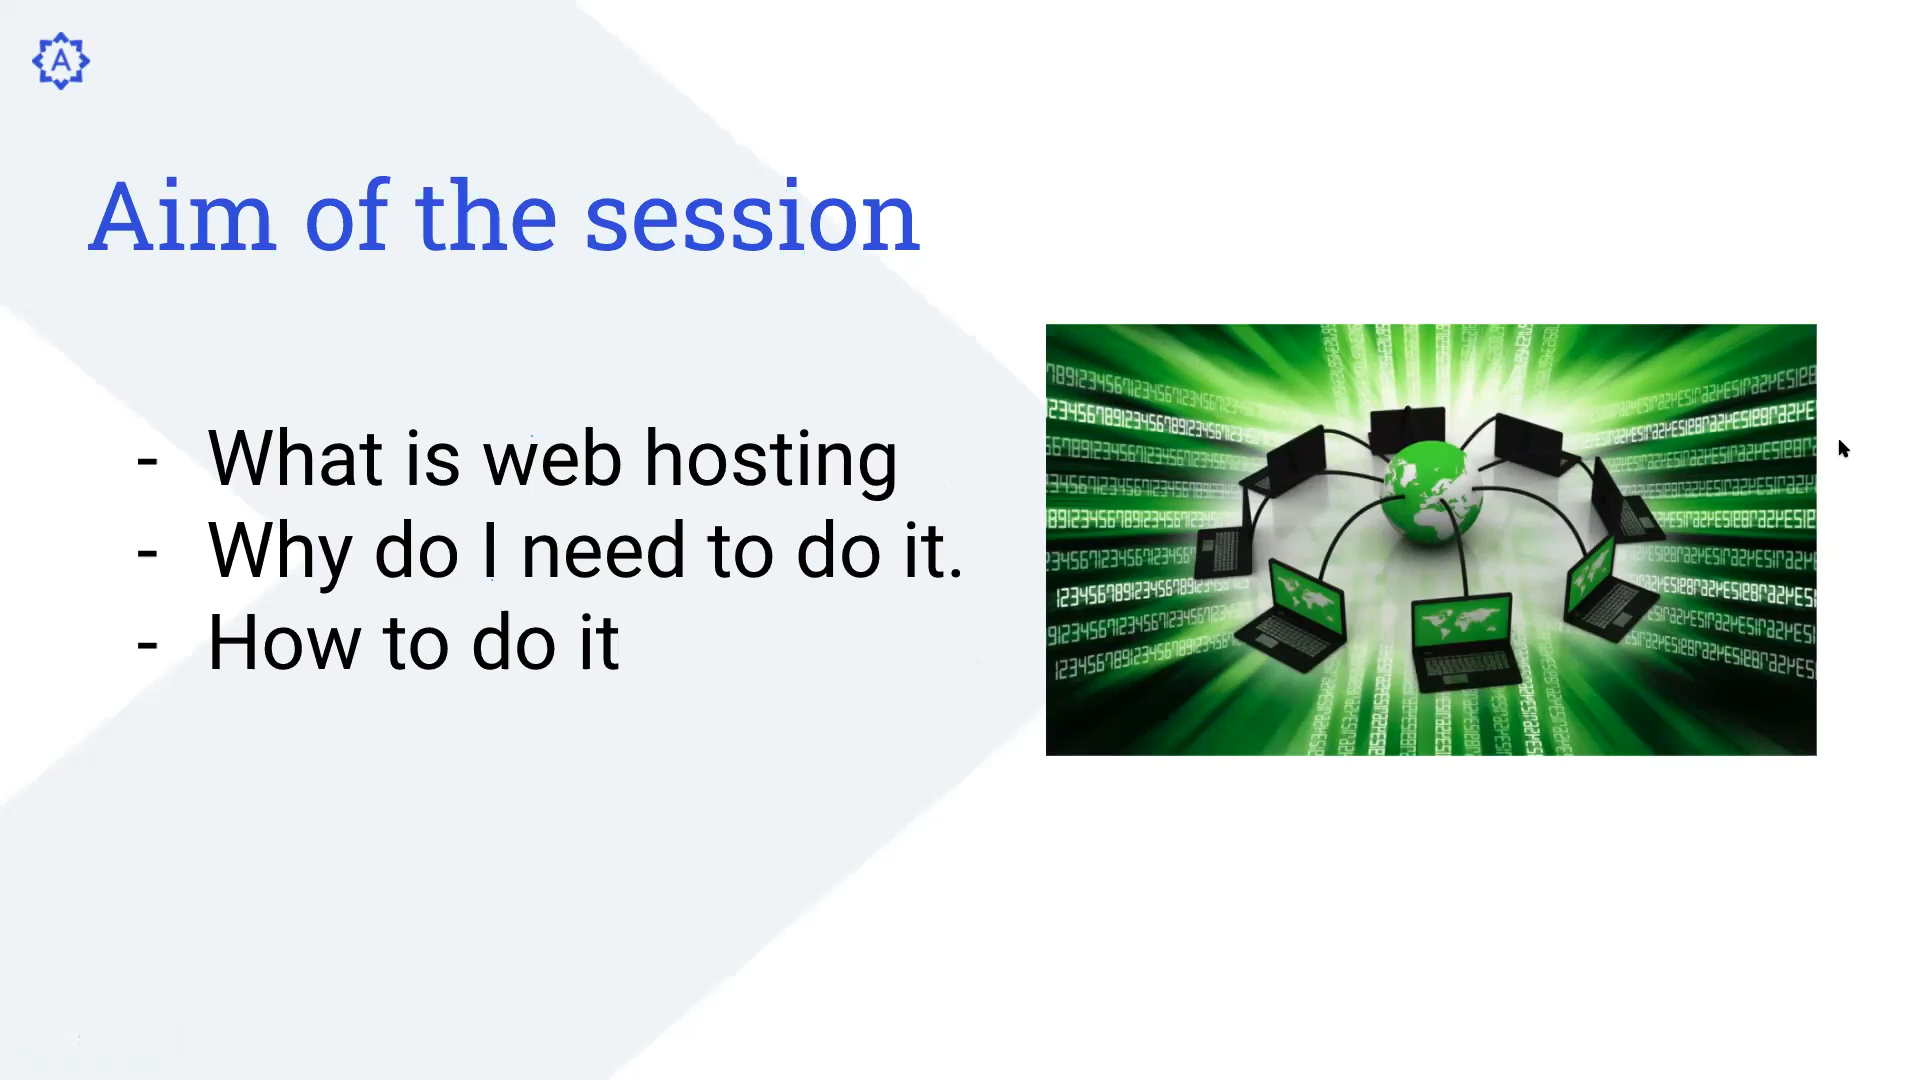 A
Aim of the session
- What is web hosting
- Why do I need to do it.
- How to do it